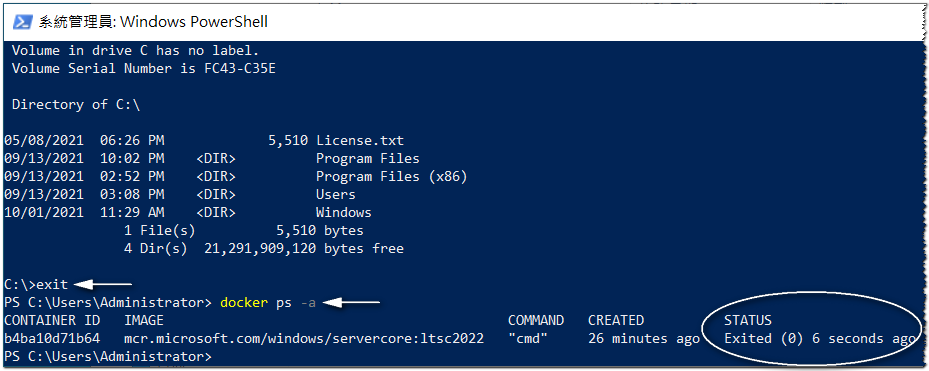 系統管理員: Windows PowerShell
Volume in drive C has no label.
Volume Serial Number is FC43-C35E
Directory of C:\
05/08/2021  06:26 PM             5,510 License.txt
09/13/2021  10:02 PM    <DIR>          Program Files
09/13/2021  02:52 PM    <DIR>          Program Files (x86)
09/13/2021  03:08 PM    <DIR>          Users
10/01/2021  11:29 AM    <DIR>          Windows
1 File(s)          5,510 bytes
4 Dir(s)  21,291,909,120 bytes free
C:\>exit
PS C:\Users\Administrator> docker ps -a
CONTAINER ID   IMAGE                                        COMMAND   CREATED          STATUS
b4ba10d71b64   mcr.microsoft.com/windows/servercore:ltsc2022   "cmd"     26 minutes ago   Exited (0) 6 seconds ago
PS C:\Users\Administrator>